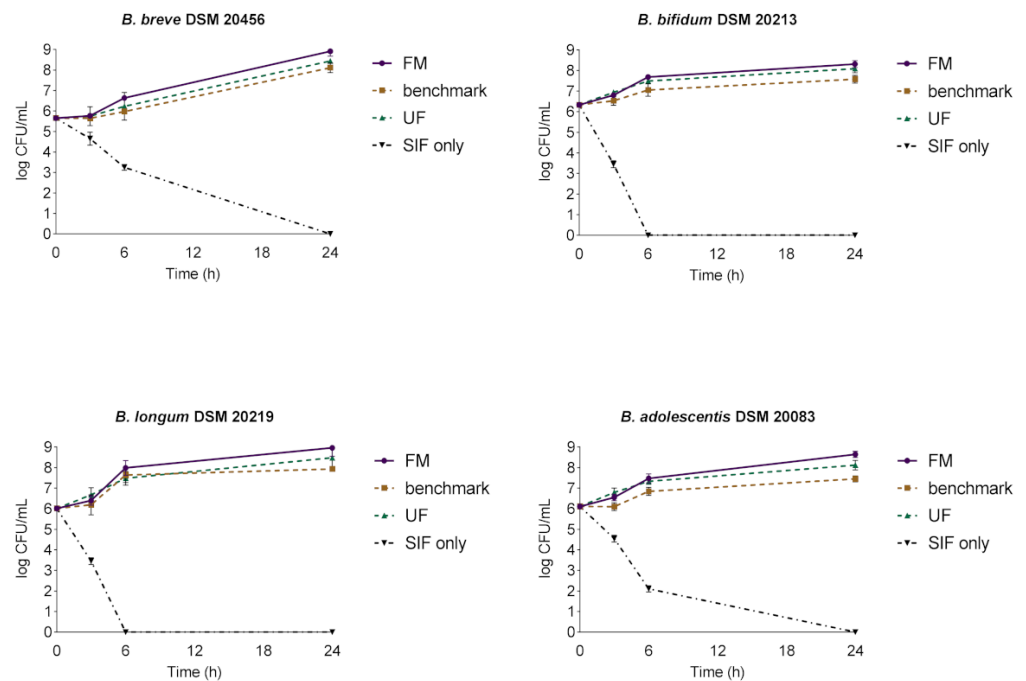 B. breve DSM 20456
9
8
7
6
5
4
3
2
1
0
log CFU/mL
0 6 12 18 24
Time (h)
FM
benchmark
UF
SIF only
B. bifidum DSM 20213
9
8
7
6
5
4
3
2
1
0
log CFU/mL
0 6 12 18 24
Time (h)
FM
benchmark
UF
SIF only
B. longum DSM 20219
9
8
7
6
5
4
3
2
1
0
log CFU/mL
0 6 12 18 24
Time (h)
FM
benchmark
UF
SIF only
B. adolescentis DSM 20083
9
8
7
6
5
4
3
2
1
0
log CFU/mL
0 6 12 18 24
Time (h)
FM
benchmark
UF
SIF only